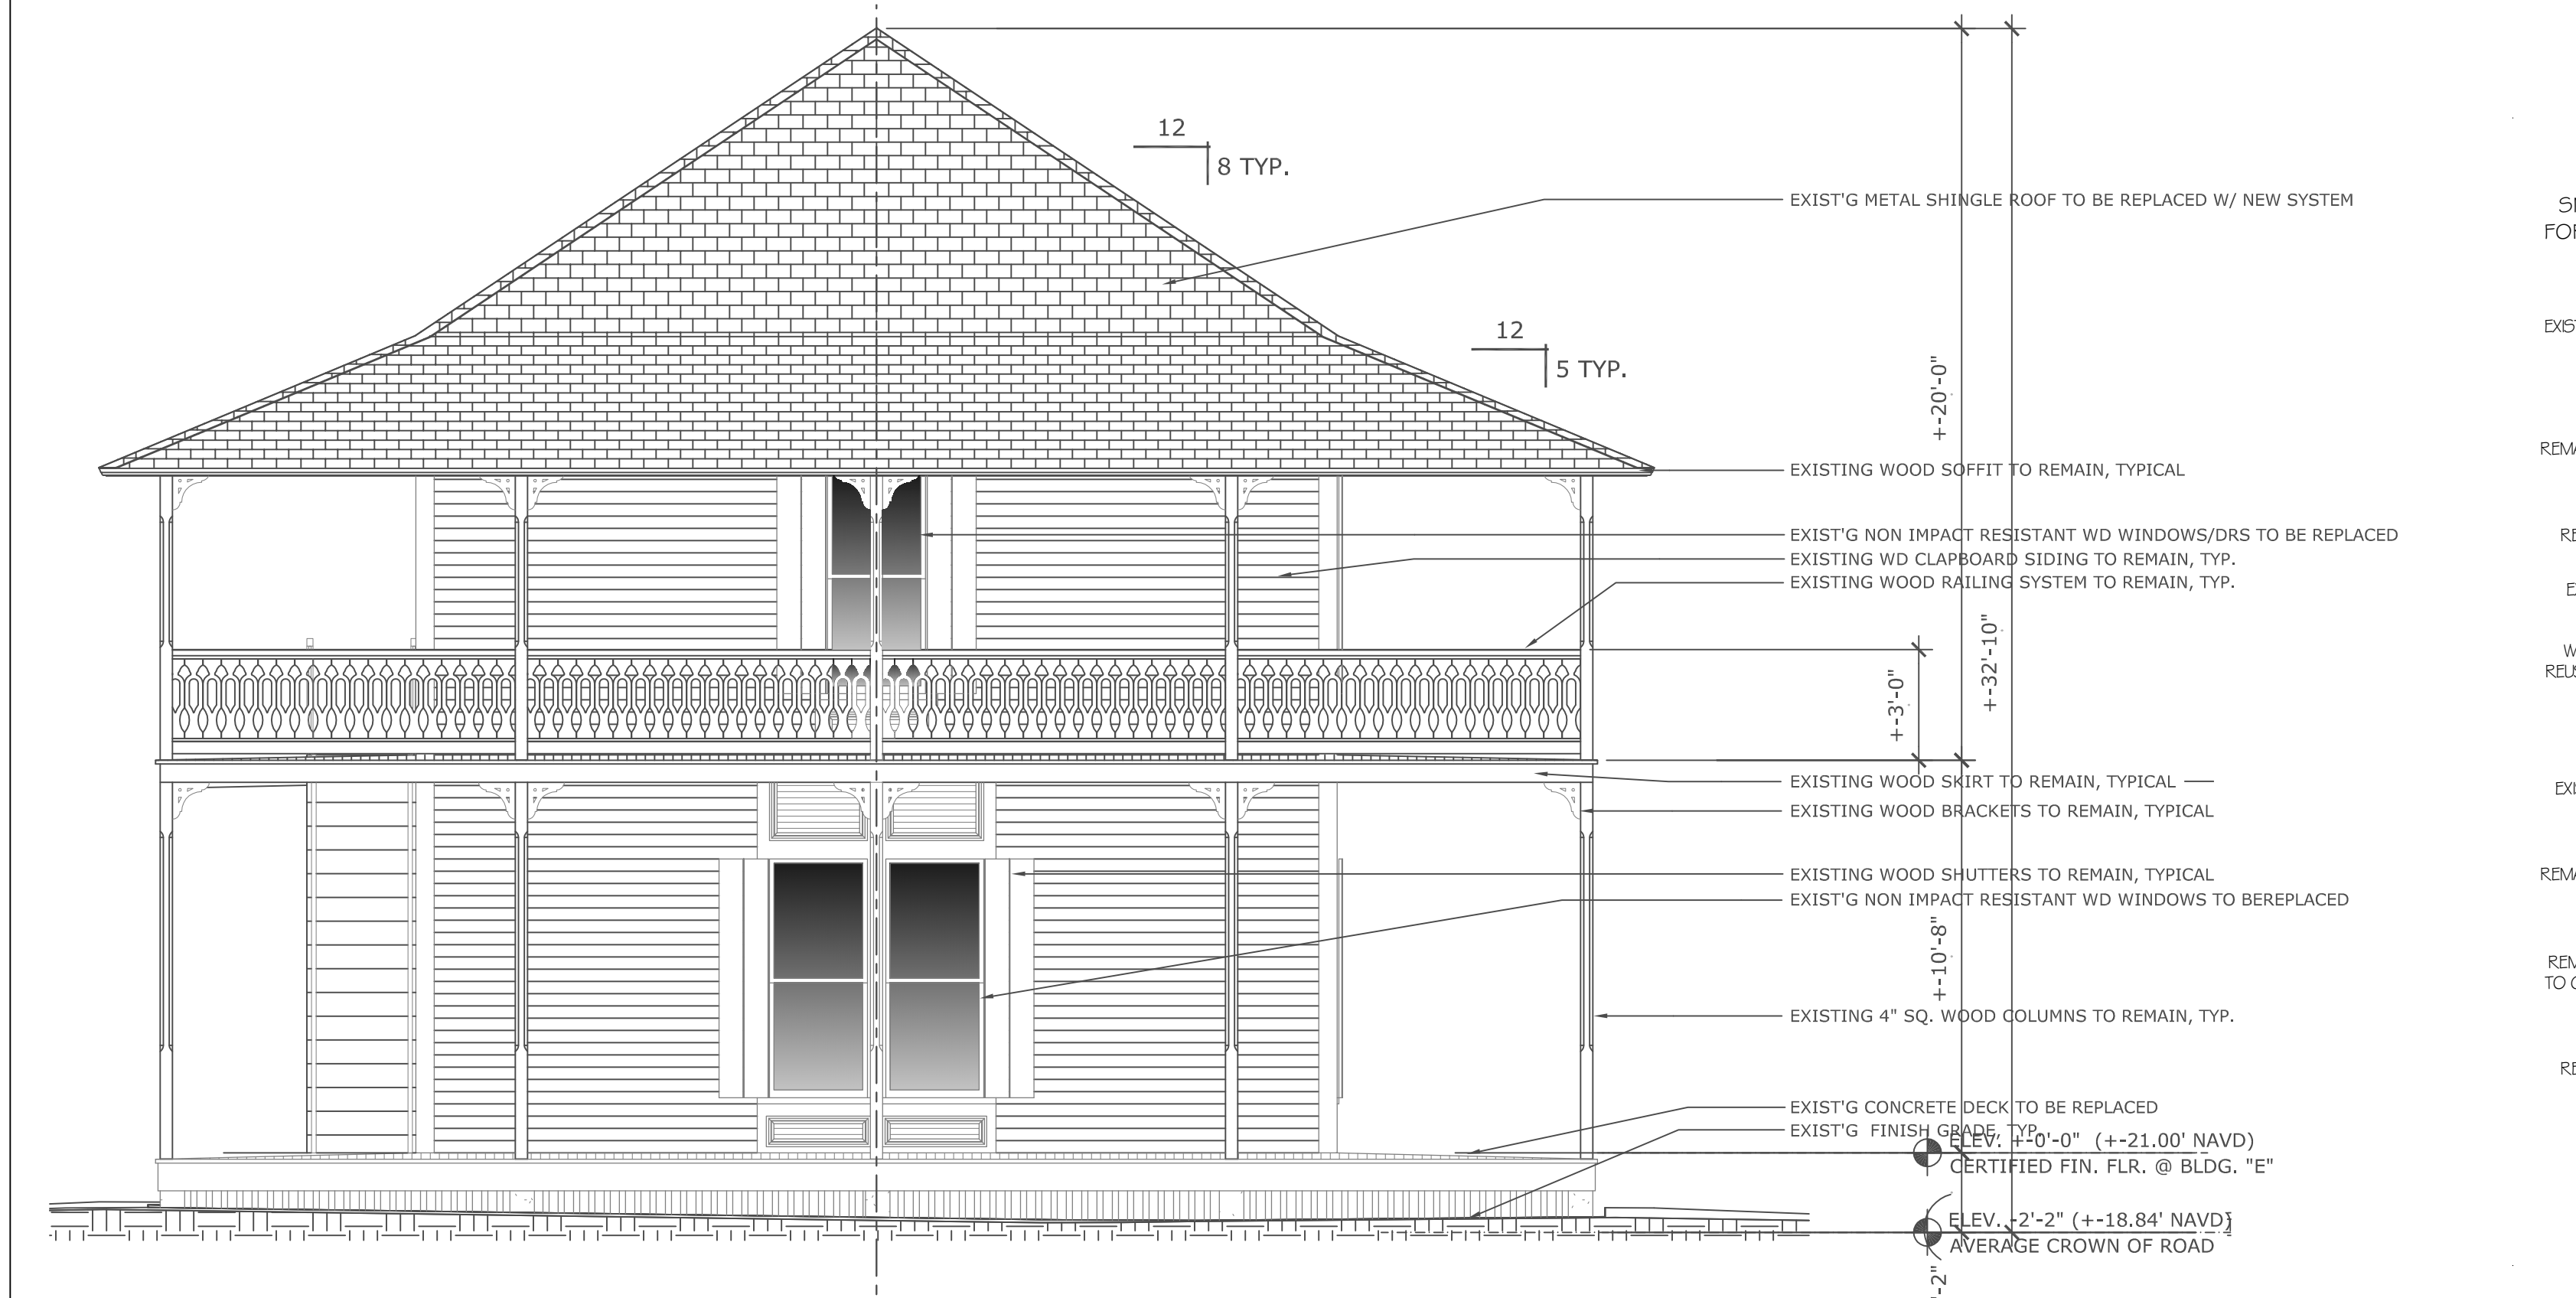 12
8 TYP.
EXIST'G METAL SHINGLE ROOF TO BE REPLACED W/ NEW SYSTEM
12
5 TYP.
+-20'-0"
EXISTING WOOD SOFFIT TO REMAIN, TYPICAL
EXIST'G NON IMPACT RESISTANT WD WINDOWS/DRS TO BE REPLACED
EXISTING WD CLAPBOARD SIDING TO REMAIN, TYP.
EXISTING WOOD RAILING SYSTEM TO REMAIN, TYP.
+-32'-10"
+-3'-0"
EXISTING WOOD SKIRT TO REMAIN, TYPICAL
EXISTING WOOD BRACKETS TO REMAIN, TYPICAL
EXISTING WOOD SHUTTERS TO REMAIN, TYPICAL
EXIST'G NON IMPACT RESISTANT WD WINDOWS TO BEREPLACED
+-10'-8"
EXISTING 4" SQ. WOOD COLUMNS TO REMAIN, TYP.
EXIST'G CONCRETE DECK TO BE REPLACED
EXIST'G FINISH GRADE, TYP.
ELEV. +-0'-0" (+-21.00' NAVD)
CERTIFIED FIN. FLR. @ BLDG. "E"
ELEV. -2'-2" (+-18.84' NAVD)
AVERAGE CROWN OF ROAD
-2"
TO